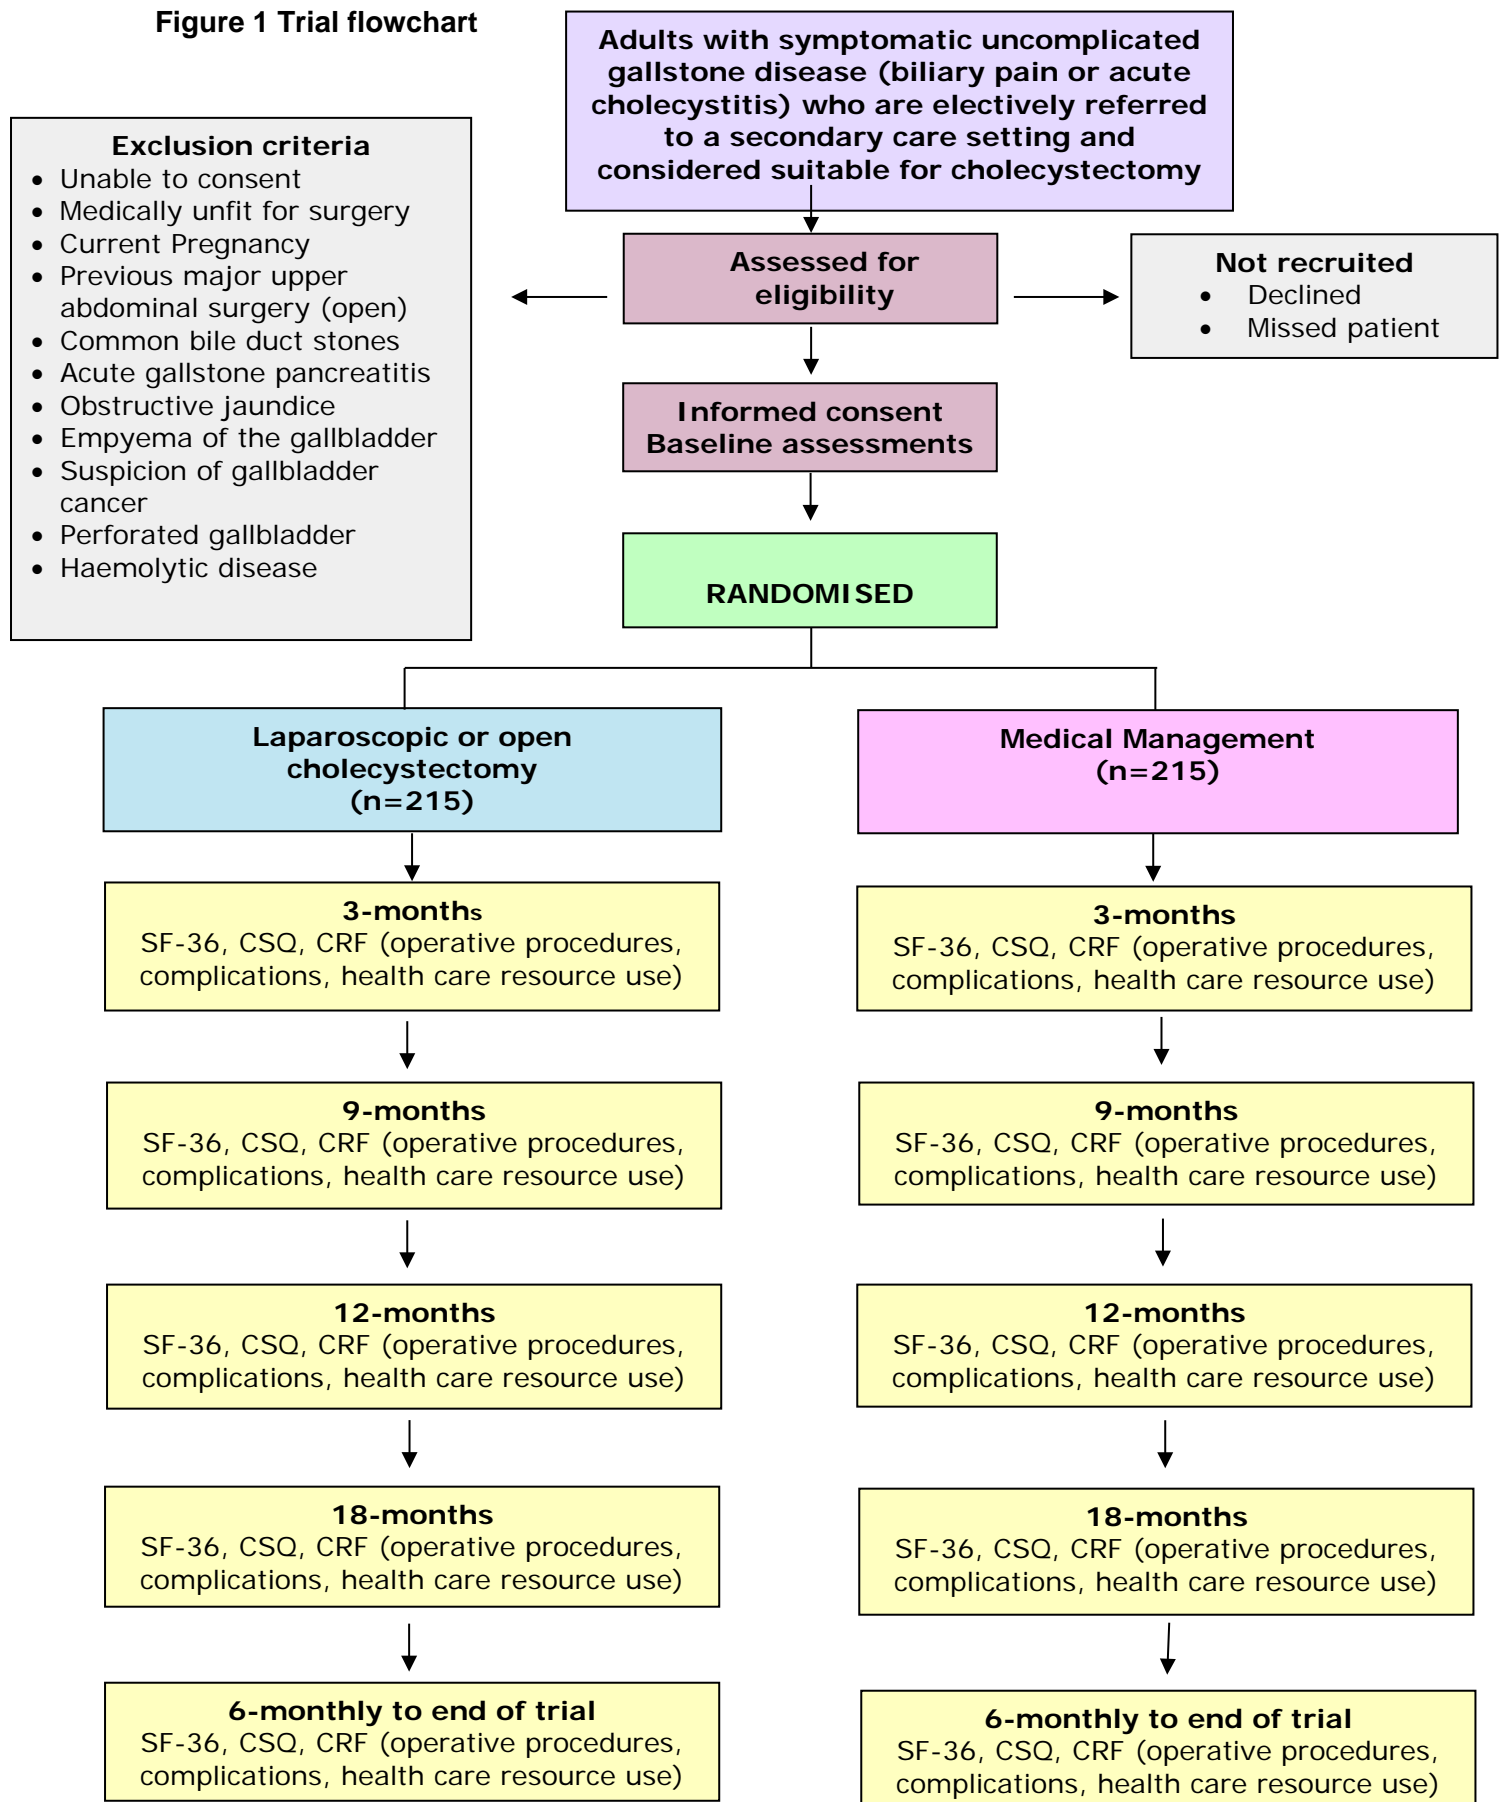 Figure 1 Trial flowchart
Adults with symptomatic uncomplicated
gallstone disease (biliary pain or acute
cholecystitis) who are electively referred
to a secondary care setting and
considered suitable for cholecystectomy
Exclusion criteria
• Unable to consent
• Medically unfit for surgery
• Current Pregnancy
• Previous major upper
abdominal surgery (open)
• Common bile duct stones
• Acute gallstone pancreatitis
• Obstructive jaundice
• Empyema of the gallbladder
• Suspicion of gallbladder
cancer
• Perforated gallbladder
• Haemolytic disease
Assessed for
eligibility
Not recruited
• Declined
• Missed patient
Informed consent
Baseline assessments
RANDOMISED
Laparoscopic or open
cholecystectomy
(n=215)
Medical Management
(n=215)
3-months
SF-36, CSQ, CRF (operative procedures,
complications, health care resource use)
3-months
SF-36, CSQ, CRF (operative procedures,
complications, health care resource use)
9-months
SF-36, CSQ, CRF (operative procedures,
complications, health care resource use)
9-months
SF-36, CSQ, CRF (operative procedures,
complications, health care resource use)
12-months
SF-36, CSQ, CRF (operative procedures,
complications, health care resource use)
12-months
SF-36, CSQ, CRF (operative procedures,
complications, health care resource use)
18-months
SF-36, CSQ, CRF (operative procedures,
complications, health care resource use)
18-months
SF-36, CSQ, CRF (operative procedures,
complications, health care resource use)
6-monthly to end of trial
SF-36, CSQ, CRF (operative procedures,
complications, health care resource use)
6-monthly to end of trial
SF-36, CSQ, CRF (operative procedures,
complications, health care resource use)